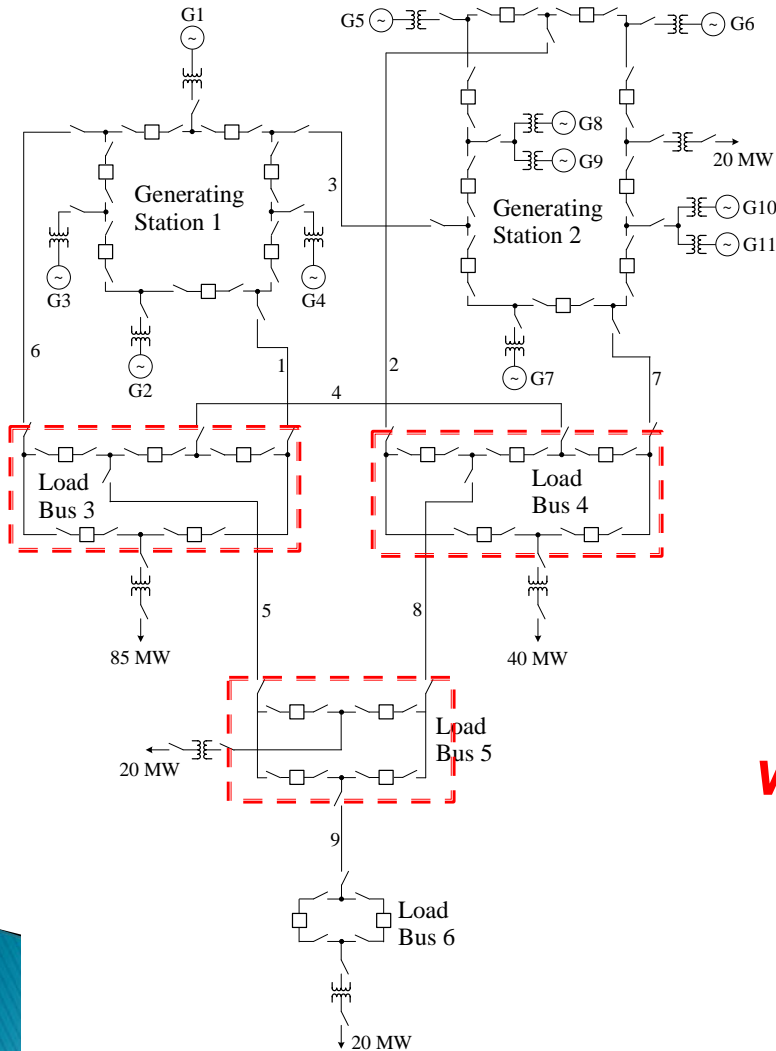 G1
G5
G6
G8
G9
20 MW
3
Generating
Station 1
Generating
Station 2
G10
G11
G3
G4
G2
G7
6
1
2
7
4
Load
Bus 3
Load
Bus 4
5
8
85 MW
40 MW
Load
Bus 5
20 MW
9
Load
Bus 6
20 MW